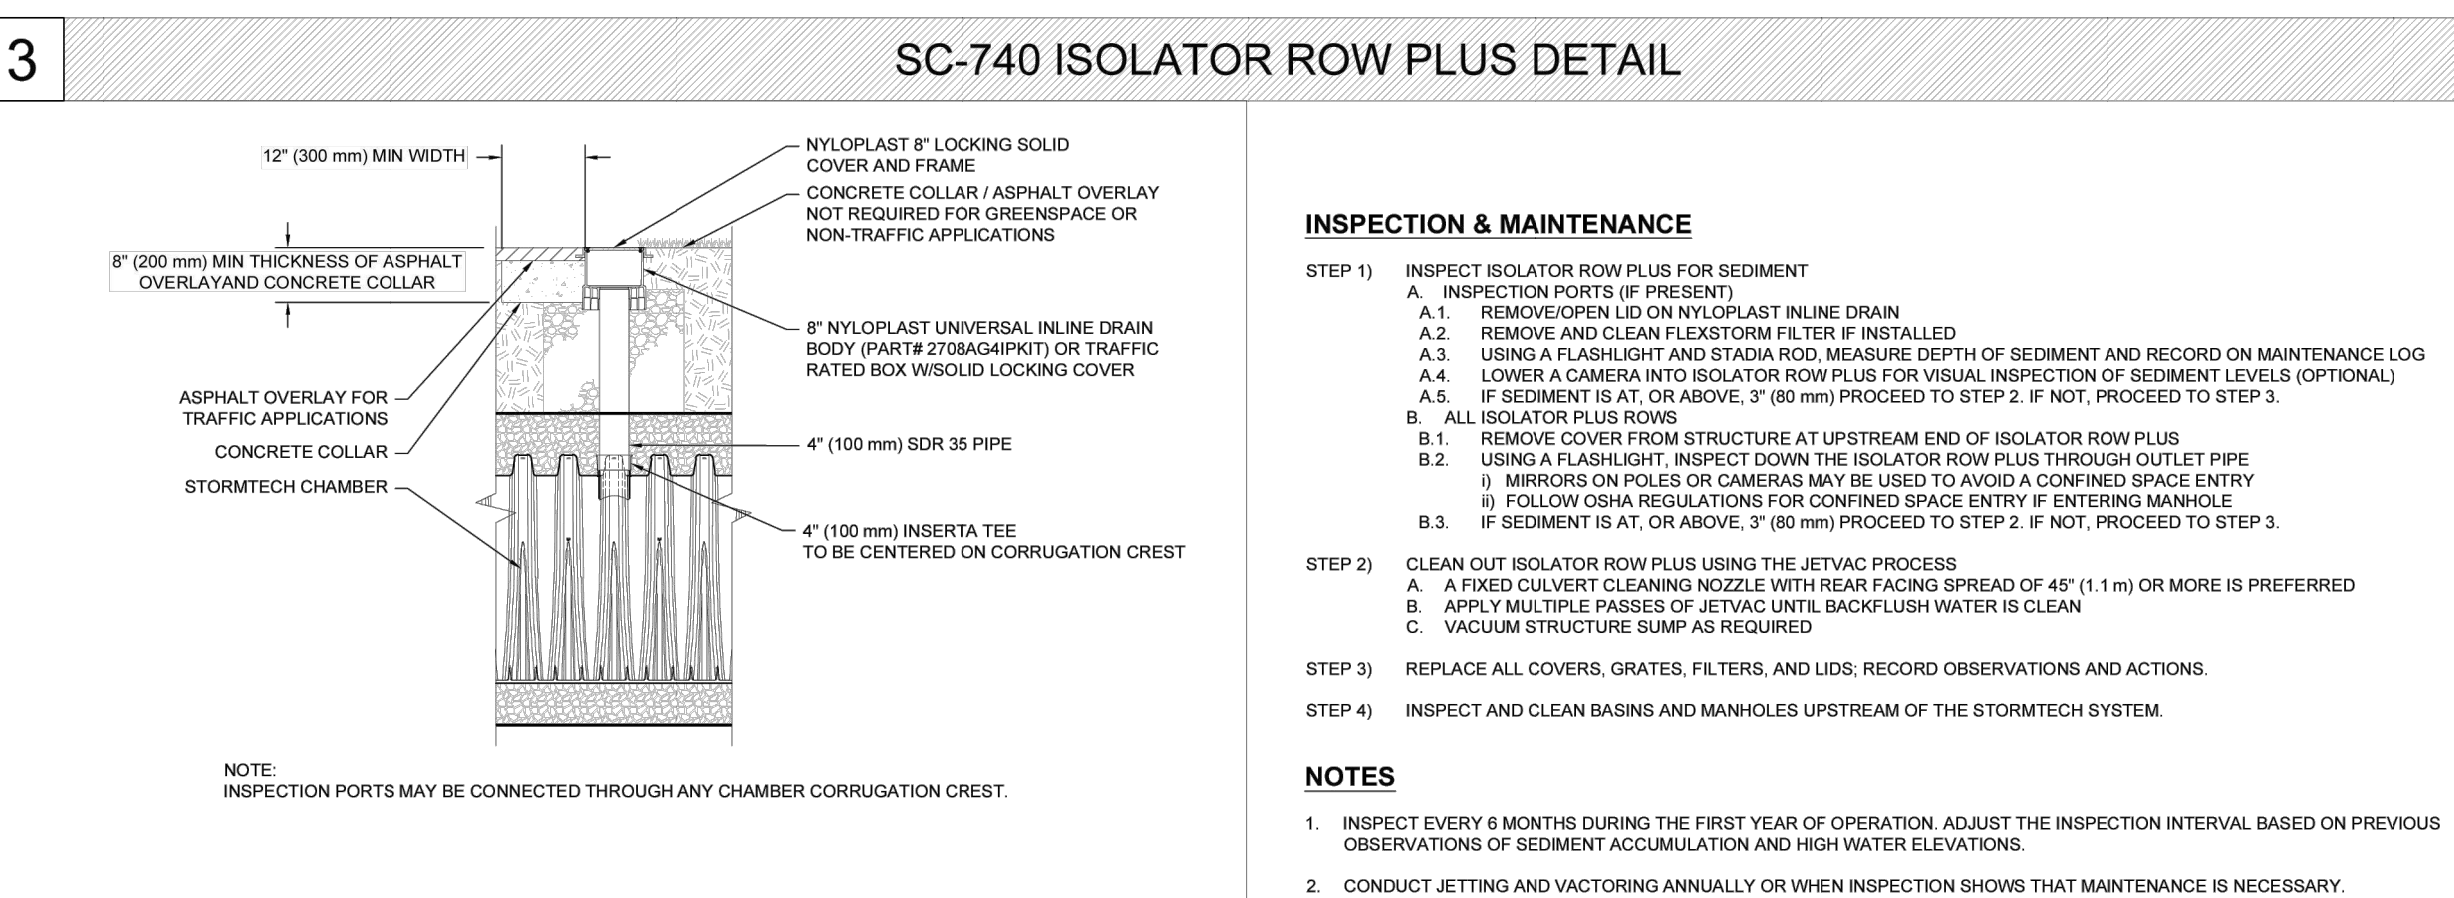 3
SC-740 ISOLATOR ROW PLUS DETAIL
12" (300 mm) MIN WIDTH
8" (200 mm) MIN THICKNESS OF ASPHALT
OVERLAYAND CONCRETE COLLAR
ASPHALT OVERLAY FOR
TRAFFIC APPLICATIONS
CONCRETE COLLAR
STORMTECH CHAMBER
NYLOPLAST 8" LOCKING SOLID
COVER AND FRAME
CONCRETE COLLAR / ASPHALT OVERLAY
NOT REQUIRED FOR GREENSPACE OR
NON-TRAFFIC APPLICATIONS
8" NYLOPLAST UNIVERSAL INLINE DRAIN
BODY (PART# 2708AG4IPKIT) OR TRAFFIC
RATED BOX W/SOLID LOCKING COVER
4" (100 mm) SDR 35 PIPE
4" (100 mm) INSERTA TEE
TO BE CENTERED ON CORRUGATION CREST
NOTE:
INSPECTION PORTS MAY BE CONNECTED THROUGH ANY CHAMBER CORRUGATION CREST.
INSPECTION & MAINTENANCE
STEP 1) INSPECT ISOLATOR ROW PLUS FOR SEDIMENT
A. INSPECTION PORTS (IF PRESENT)
A.1. REMOVE/OPEN LID ON NYLOPLAST INLINE DRAIN
A.2. REMOVE AND CLEAN FLEXSTORM FILTER IF INSTALLED
A.3. USING A FLASHLIGHT AND STADIA ROD, MEASURE DEPTH OF SEDIMENT AND RECORD ON MAINTENANCE LOG
A.4. LOWER A CAMERA INTO ISOLATOR ROW PLUS FOR VISUAL INSPECTION OF SEDIMENT LEVELS (OPTIONAL)
A.5. IF SEDIMENT IS AT, OR ABOVE, 3" (80 mm) PROCEED TO STEP 2. IF NOT, PROCEED TO STEP 3.
B. ALL ISOLATOR PLUS ROWS
B.1. REMOVE COVER FROM STRUCTURE AT UPSTREAM END OF ISOLATOR ROW PLUS
B.2. USING A FLASHLIGHT, INSPECT DOWN THE ISOLATOR ROW PLUS THROUGH OUTLET PIPE
i) MIRRORS ON POLES OR CAMERAS MAY BE USED TO AVOID A CONFINED SPACE ENTRY
ii) FOLLOW OSHA REGULATIONS FOR CONFINED SPACE ENTRY IF ENTERING MANHOLE
B.3. IF SEDIMENT IS AT, OR ABOVE, 3" (80 mm) PROCEED TO STEP 2. IF NOT, PROCEED TO STEP 3.
STEP 2) CLEAN OUT ISOLATOR ROW PLUS USING THE JETVAC PROCESS
A. A FIXED CULVERT CLEANING NOZZLE WITH REAR FACING SPREAD OF 45" (1.1 m) OR MORE IS PREFERRED
B. APPLY MULTIPLE PASSES OF JETVAC UNTIL BACKFLUSH WATER IS CLEAN
C. VACUUM STRUCTURE SUMP AS REQUIRED
STEP 3) REPLACE ALL COVERS, GRATES, FILTERS, AND LIDS; RECORD OBSERVATIONS AND ACTIONS.
STEP 4) INSPECT AND CLEAN BASINS AND MANHOLES UPSTREAM OF THE STORMTECH SYSTEM.
NOTES
1. INSPECT EVERY 6 MONTHS DURING THE FIRST YEAR OF OPERATION. ADJUST THE INSPECTION INTERVAL BASED ON PREVIOUS
OBSERVATIONS OF SEDIMENT ACCUMULATION AND HIGH WATER ELEVATIONS.
2. CONDUCT JETTING AND VACTORING ANNUALLY OR WHEN INSPECTION SHOWS THAT MAINTENANCE IS NECESSARY.